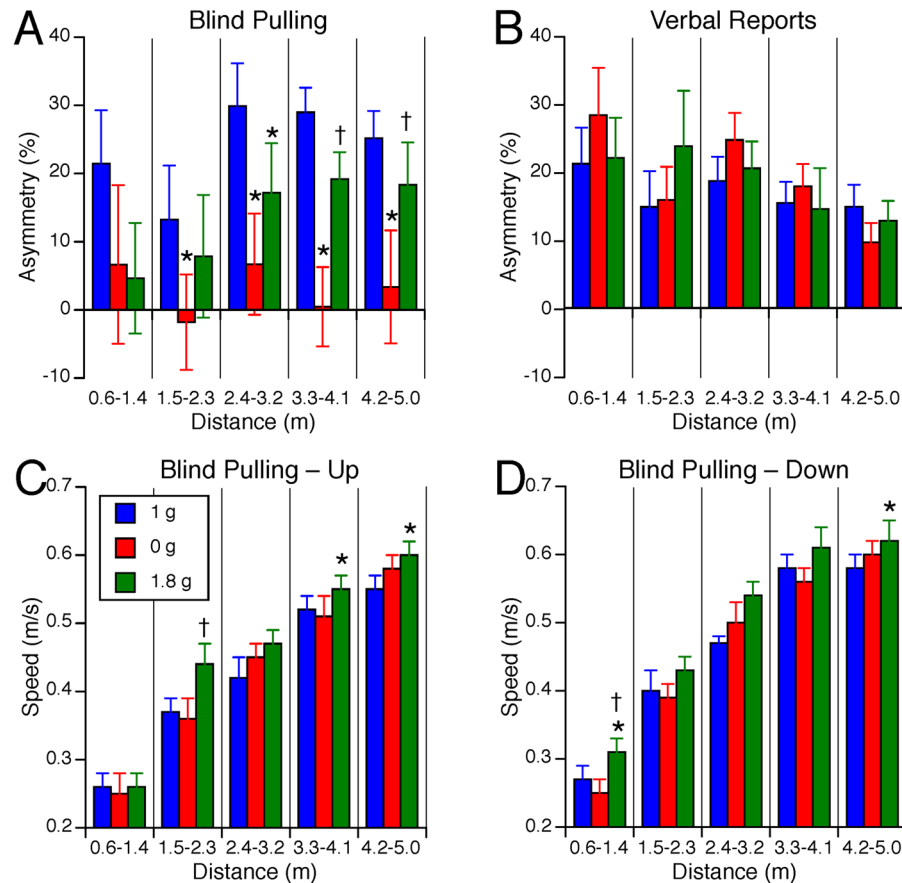 A
Blind Pulling
Asymmetry (%)
40
30
20
10
0
-10
* * * † * * †
0.6-1.4 1.5-2.3 2.4-3.2 3.3-4.1 4.2-5.0
Distance (m)
B
Verbal Reports
Asymmetry (%)
40
30
20
10
0
-10
0.6-1.4 1.5-2.3 2.4-3.2 3.3-4.1 4.2-5.0
Distance (m)
C
Blind Pulling – Up
Speed (m/s)
0.7
0.6
0.5
0.4
0.3
0.2
1 g
0 g
1.8 g
† * *
0.6-1.4 1.5-2.3 2.4-3.2 3.3-4.1 4.2-5.0
Distance (m)
D
Blind Pulling – Down
Speed (m/s)
0.7
0.6
0.5
0.4
0.3
0.2
†
* *
0.6-1.4 1.5-2.3 2.4-3.2 3.3-4.1 4.2-5.0
Distance (m)